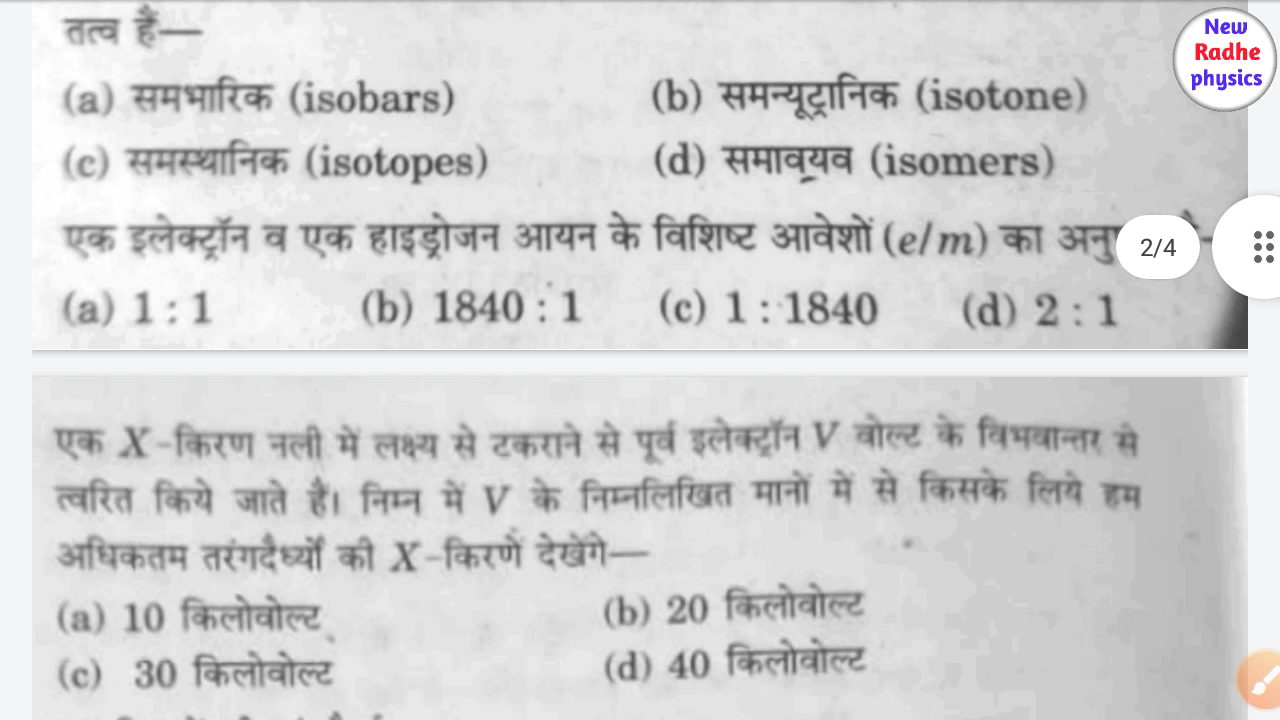 तत्व हैं—
New
Radhe
physics
(a) समभारिक (isobars) (b) समन्यूट्रानिक (isotone)
(c) समस्थानिक (isotopes) (d) समावयव (isomers)
एक इलेक्ट्रॉन व एक हाइड्रोजन आयन के विशिष्ट आवेशों (e/m) का
2/4
(a) 1 : 1 (b) 1840 : 1 (c) 1 : 1840 (d) 2 : 1
एक X-किरण नली में लक्ष्य से टकराने से पूर्व इलेक्ट्रॉन V वोल्ट के विभवान्तर से
त्वरित किये जाते हैं। निम्न में V के निम्नलिखित मानों में से किसके लिये हम
अधिकतम तरंगदैर्ध्यों की X-किरणें देखेंगे—
(a) 10 किलोवोल्ट (b) 20 किलोवोल्ट
(c) 30 किलोवोल्ट (d) 40 किलोवोल्ट